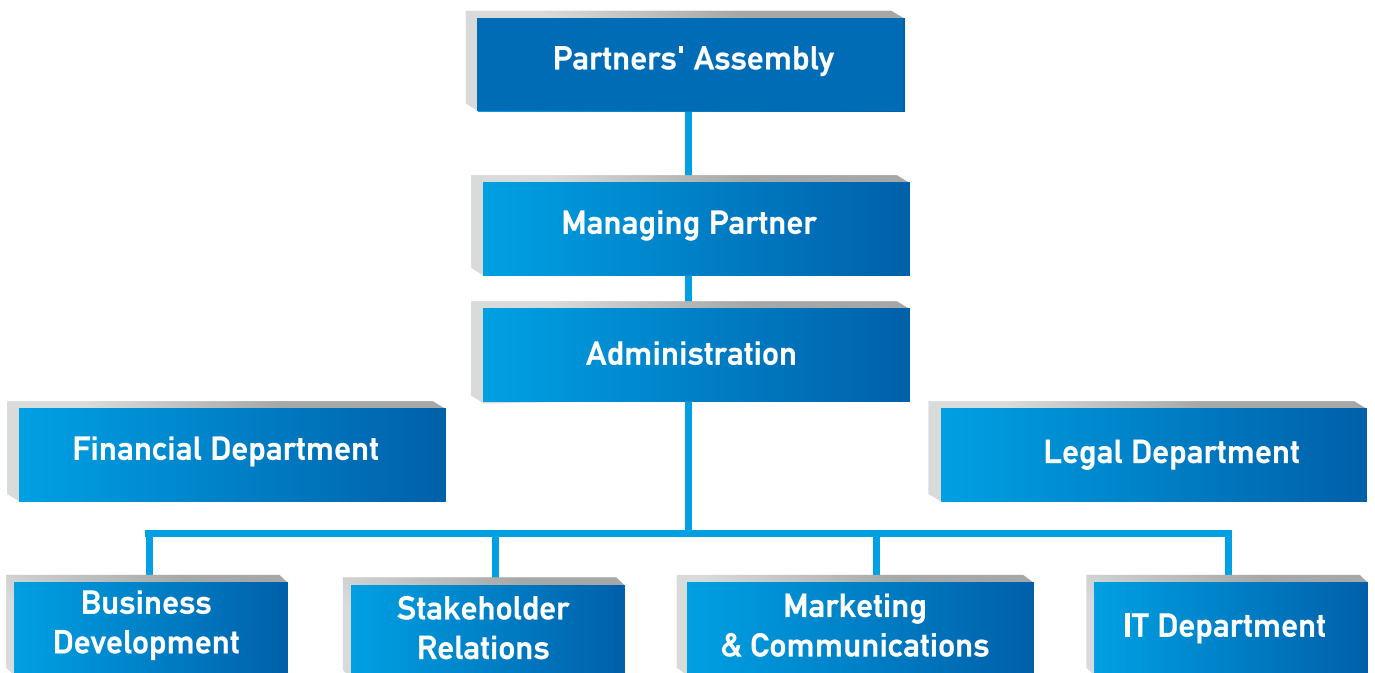 Partners' Assembly
Managing Partner
Administration
Financial Department
Legal Department
Business
Development
Stakeholder
Relations
Marketing
& Communications
IT Department